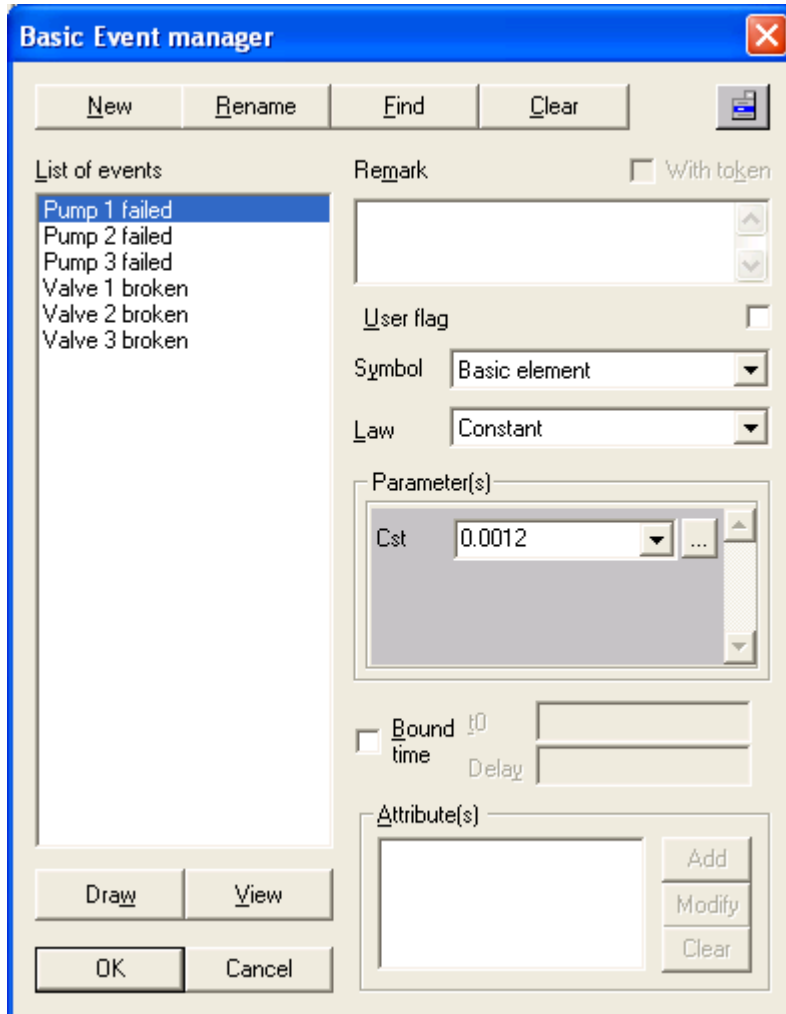 Basic Event manager
New Rename Find Clear
List of events
Pump 1 failed
Pump 2 failed
Pump 3 failed
Valve 1 broken
Valve 2 broken
Valve 3 broken
Remark With token
User flag
Symbol Basic element
Law Constant
Parameter(s)
Cst 0.0012 ...
Bound time
t0
Delay
Attribute(s)
Add
Modify
Clear
Draw View
OK Cancel